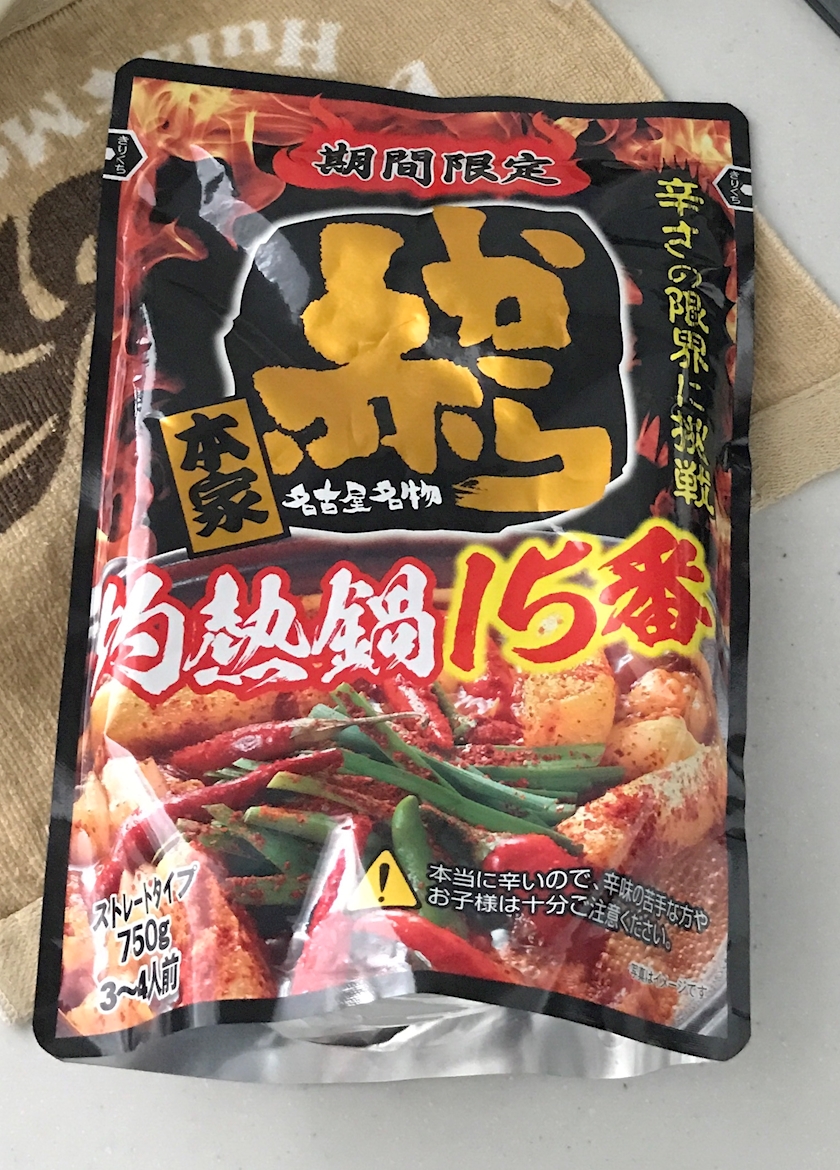 期間限定
きりくち
きりくち
辛さの限界に挑戦
赤から
本家
名古屋名物
灼熱鍋15番
ストレートタイプ
750g
3〜4人前
本当に辛いので、辛味の苦手な方や
お子様は十分ご注意ください。
写真はイメージです